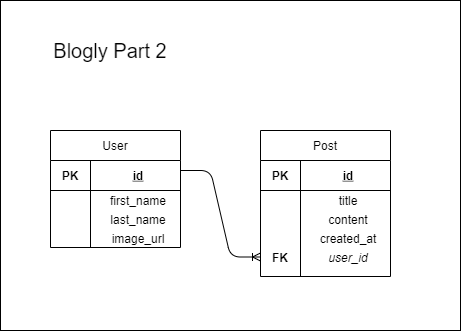 Blogly Part 2
User
PK id
first_name
last_name
image_url
Post
PK id
title
content
created_at
FK user_id